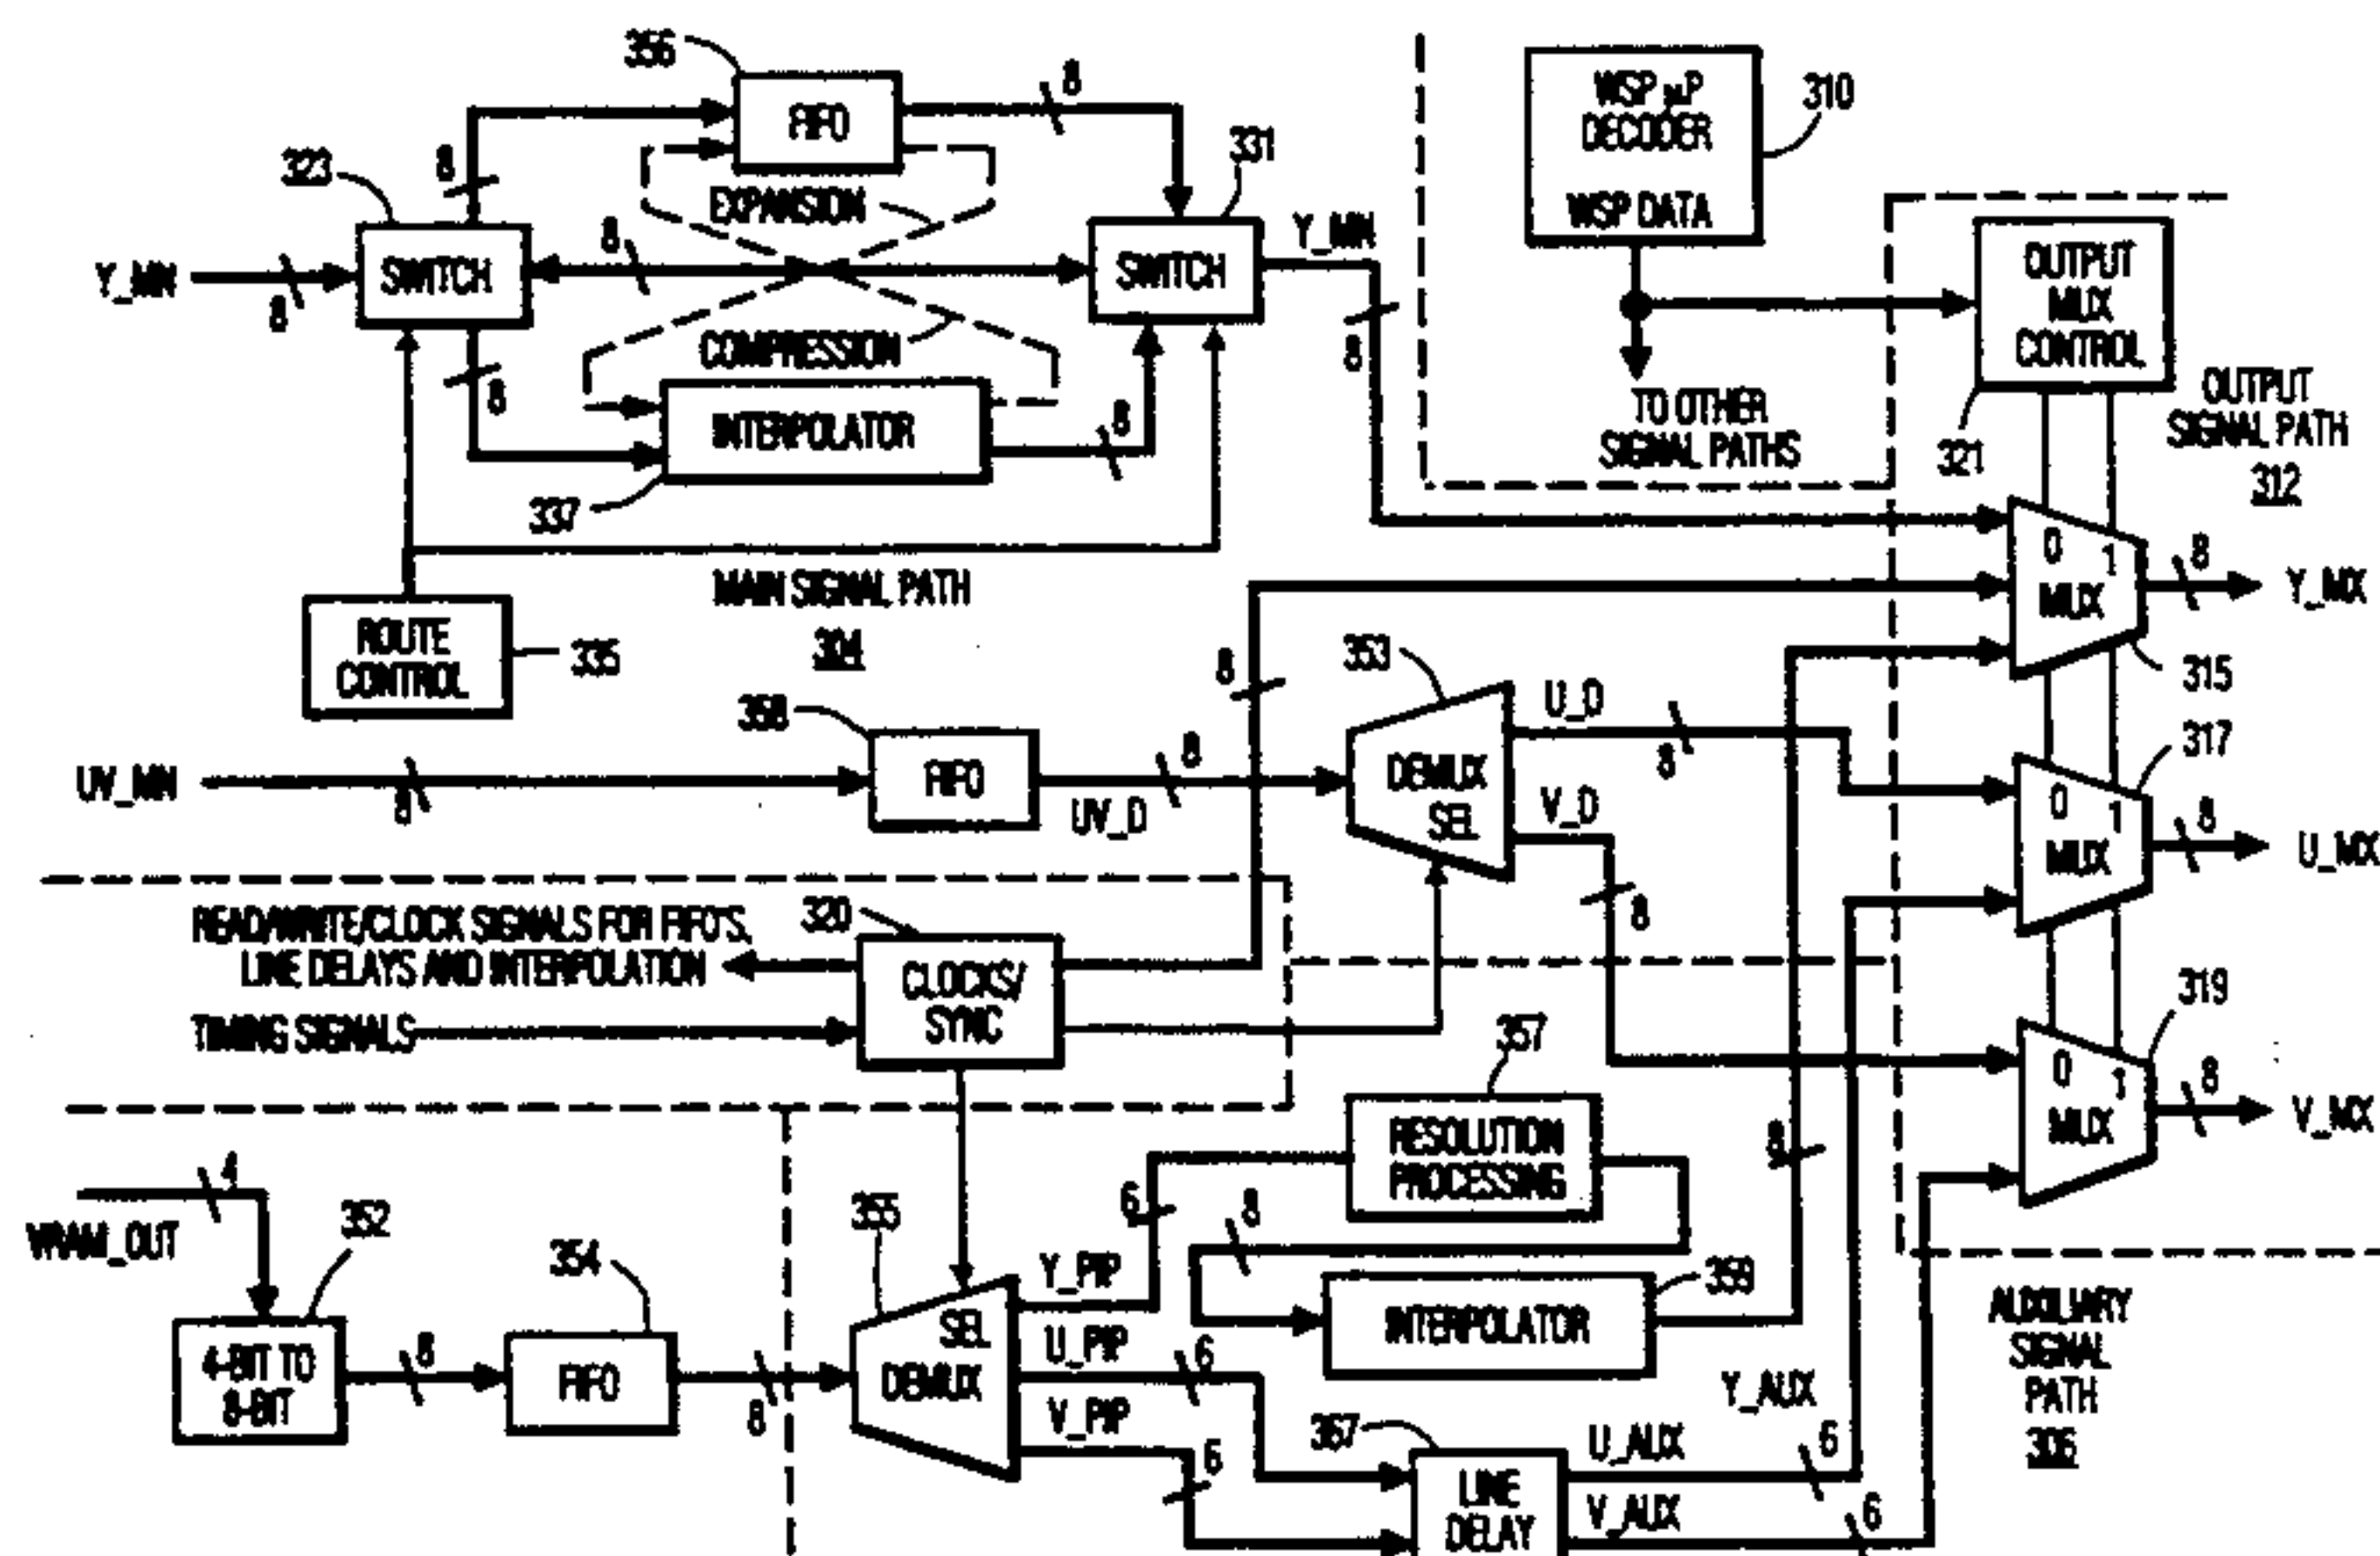 356
FIFO
8
8
323
EXPANSION
331
Y_MN
8
SWITCH
8
SWITCH
Y_MN
8
COMPRESSION
8
INTERPOLATOR
8
337
MAIN SIGNAL PATH
304
ROUTE
CONTROL
335
WSP µP
DECODER
WSP DATA
310
TO OTHER
SIGNAL PATHS
OUTPUT
MUX
CONTROL
321
OUTPUT
SIGNAL PATH
312
0
1
MUX
8
Y_MX
315
UV_MN
8
358
FIFO
UV_D
8
8
353
DEMUX
SEL
U_D
8
V_D
8
317
0
1
MUX
8
U_MX
READ/WRITE/CLOCK SIGNALS FOR FIFO'S,
LINE DELAYS AND INTERPOLATION
TIMING SIGNALS
320
CLOCKS/
SYNC
319
0
1
MUX
8
V_MX
357
RESOLUTION
PROCESSING
8
WRAM_OUT
4
352
4-BIT TO
8-BIT
8
354
FIFO
8
355
SEL
DEMUX
Y_PIP
6
U_PIP
6
V_PIP
6
8
INTERPOLATOR
359
Y_AUX
367
LINE
DELAY
U_AUX
6
V_AUX
6
AUXILIARY
SIGNAL
PATH
306